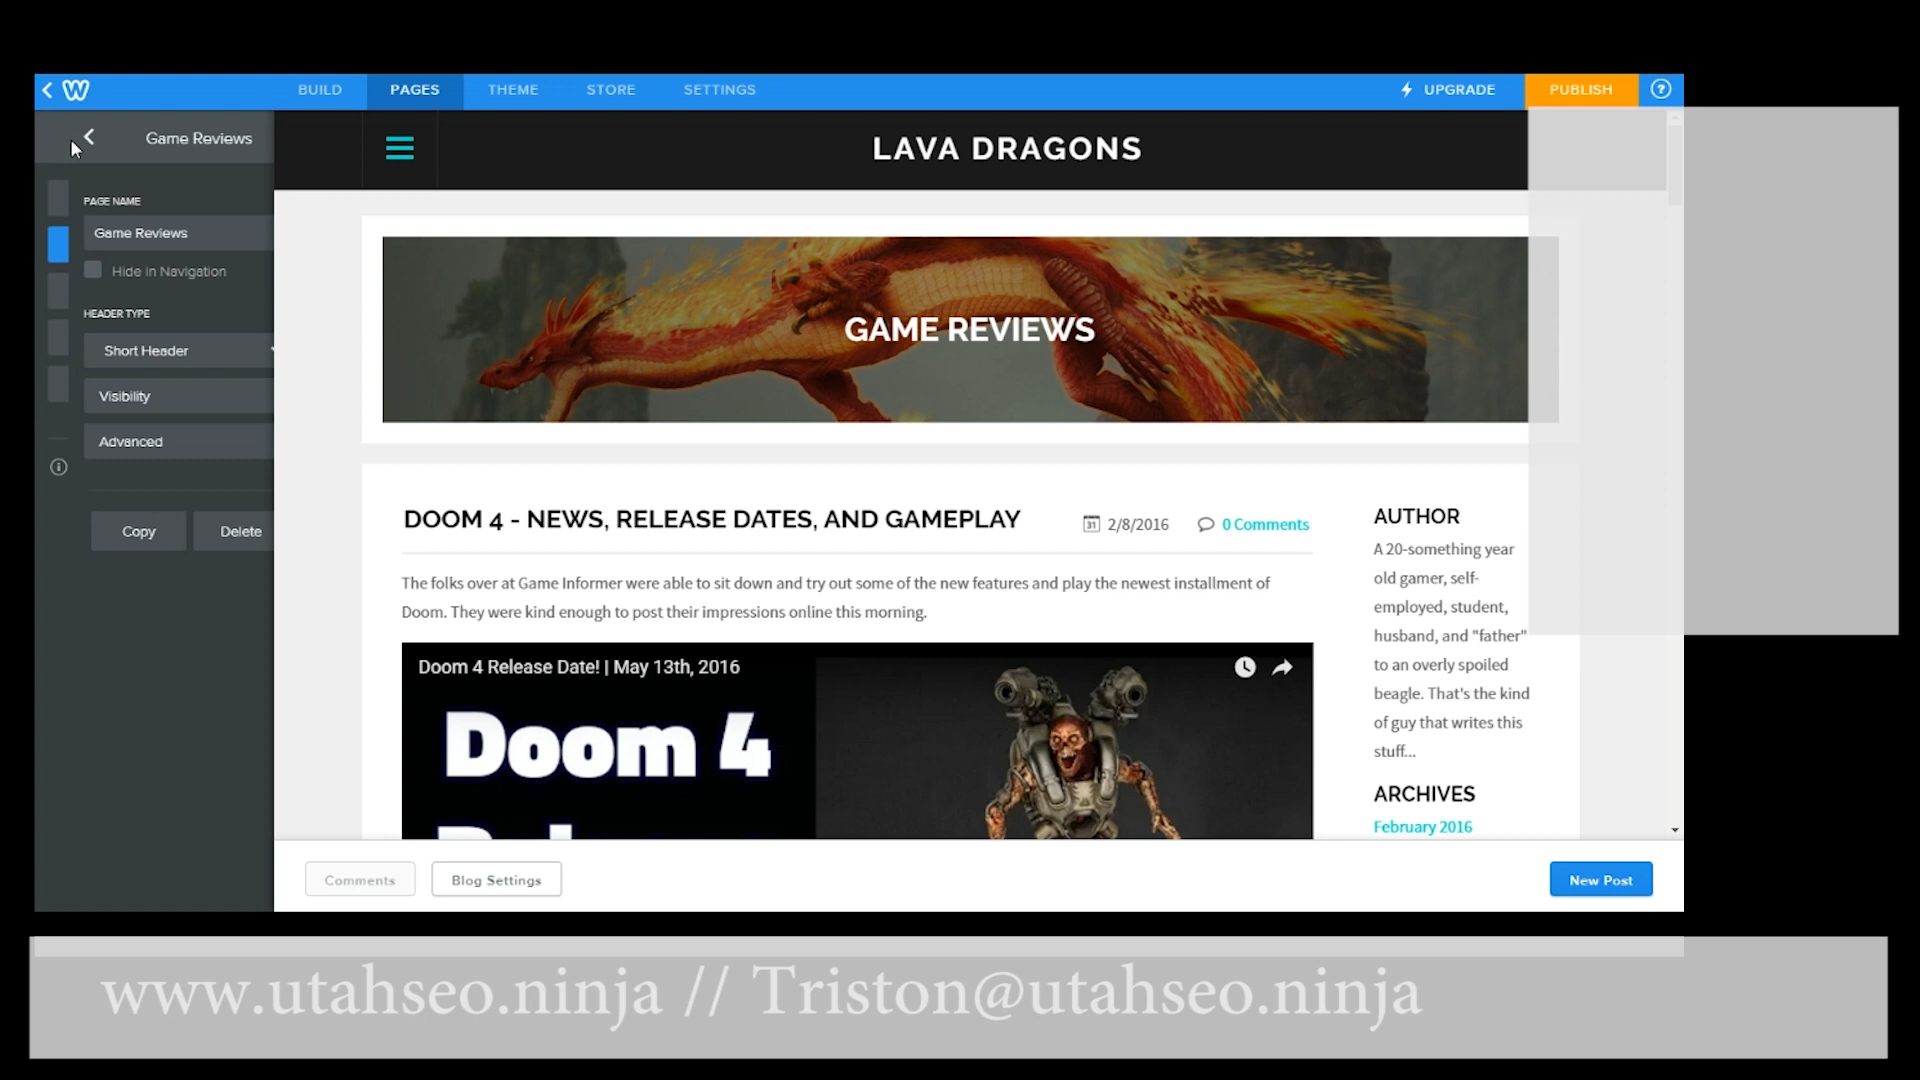 BUILD PAGES THEME STORE SETTINGS UPGRADE PUBLISH ?
Game Reviews
PAGE NAME
Game Reviews
Hide in Navigation
HEADER TYPE
Short Header
Visibility
Advanced
Copy Delete
LAVA DRAGONS
GAME REVIEWS
DOOM 4 - NEWS, RELEASE DATES, AND GAMEPLAY
31 2/8/2016 0 Comments
The folks over at Game Informer were able to sit down and try out some of the new features and play the newest installment of
Doom. They were kind enough to post their impressions online this morning.
Doom 4 Release Date! | May 13th, 2016
Doom 4
AUTHOR
A 20-something year
old gamer, self-
employed, student,
husband, and "father"
to an overly spoiled
beagle. That's the kind
of guy that writes this
stuff...
ARCHIVES
February 2016
Comments Blog Settings New Post
www.utahseo.ninja // Triston@utahseo.ninja